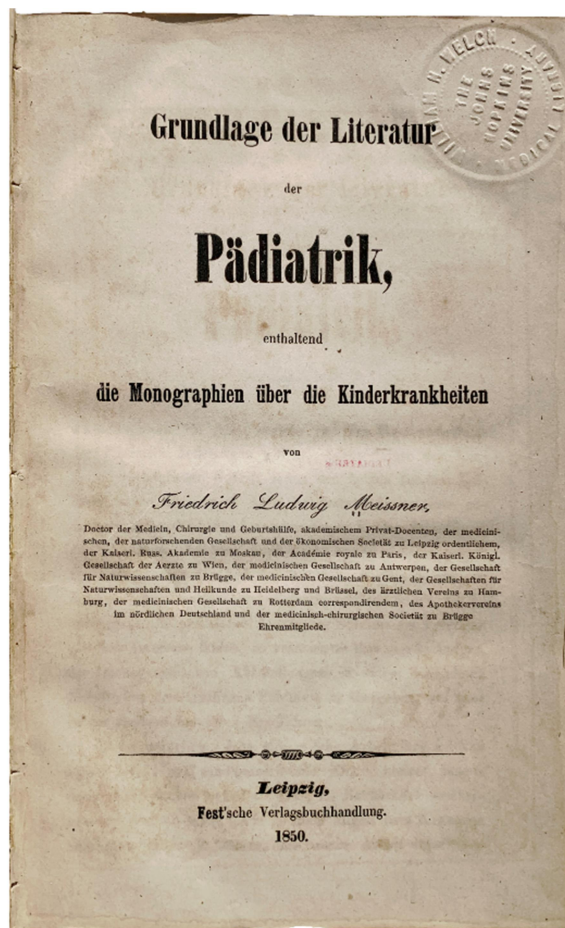 WILLIAM H. WELCH
MEDICAL
THE
JOHNS
HOPKINS
UNIVERSITY
Grundlage der Literatur
der
Pädiatrik,
enthaltend
die Monographien über die Kinderkrankheiten
von
Friedrich Ludwig Meissner,
Doctor der Medicin, Chirurgie und Geburtshülfe, akademischem Privat-Docenten, der medicini-
schen, der naturforschenden Gesellschaft und der ökonomischen Societät zu Leipzig ordentlichem,
der Kaiserl. Russ. Akademie zu Moskau, der Académie royale zu Paris, der Kaiserl. Königl.
Gesellschaft der Aerzte zu Wien, der medicinischen Gesellschaft zu Antwerpen, der Gesellschaft
für Naturwissenschaften zu Brügge, der medicinischen Gesellschaft zu Gent, der Gesellschaften für
Naturwissenschaften und Heilkunde zu Heidelberg und Brüssel, des ärztlichen Vereins zu Ham-
burg, der medicinischen Gesellschaft zu Rotterdam correspondirendem, des Apothekervereins
im nördlichen Deutschland und der medicinisch-chirurgischen Societät zu Brügge
Ehrenmitgliede.
Leipzig,
Fest'sche Verlagsbuchhandlung.
1850.